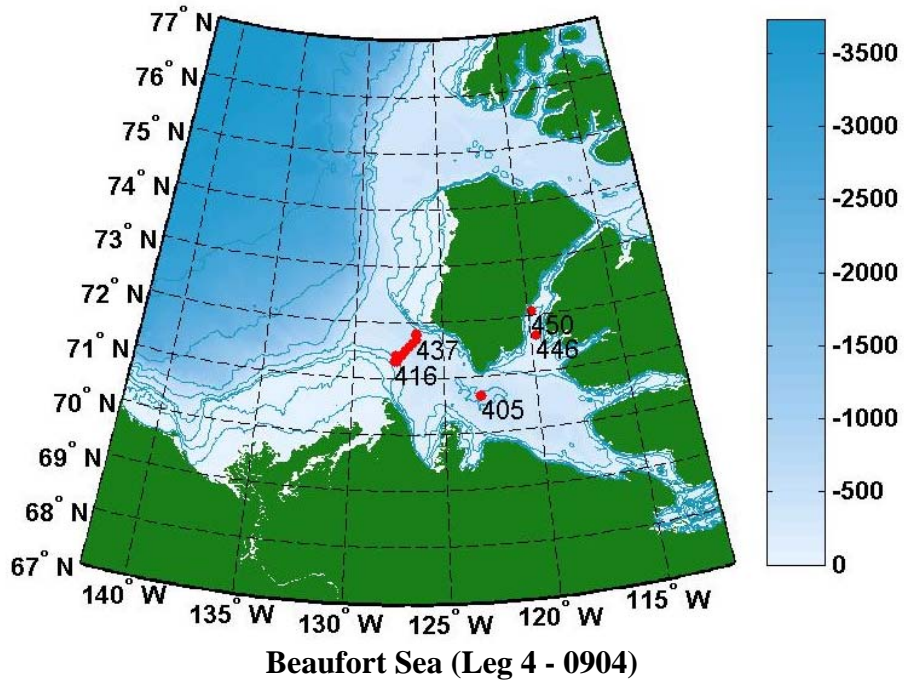 77° N
76° N
75° N
74° N
73° N
72° N
71° N
70° N
69° N
68° N
67° N
450
437
446
416
405
140° W
135° W
130° W
125° W
120° W
115° W
-3500
-3000
-2500
-2000
-1500
-1000
-500
0
Beaufort Sea (Leg 4 - 0904)